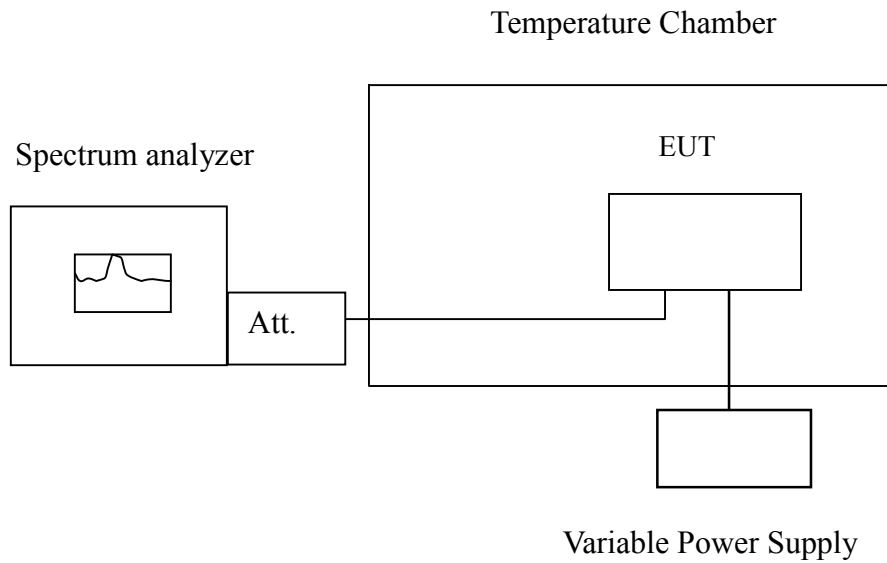 Temperature Chamber
Spectrum analyzer
EUT
Att.
Variable Power Supply